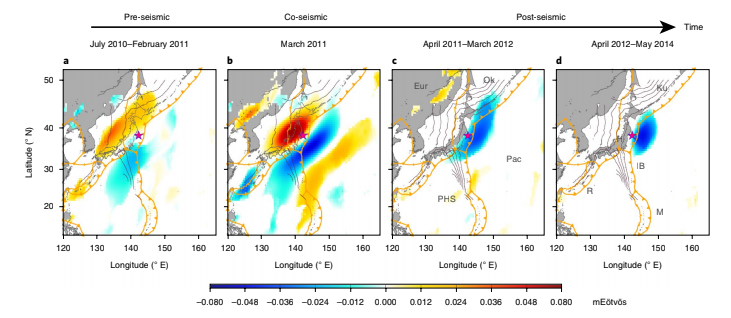 Pre-seismic Co-seismic Post-seismic
Time
July 2010–February 2011 March 2011 April 2011–March 2012 April 2012–May 2014
a b c d
Latitude (° N)
50
40
30
20
Eur Ok Ku
Pac IB
PHS R M
120 130 140 150 160 120 130 140 150 160 120 130 140 150 160 120 130 140 150 160
Longitude (° E) Longitude (° E) Longitude (° E) Longitude (° E)
–0.080 –0.048 –0.036 –0.024 –0.012 0.000 0.012 0.024 0.036 0.048 0.080 mEötvös